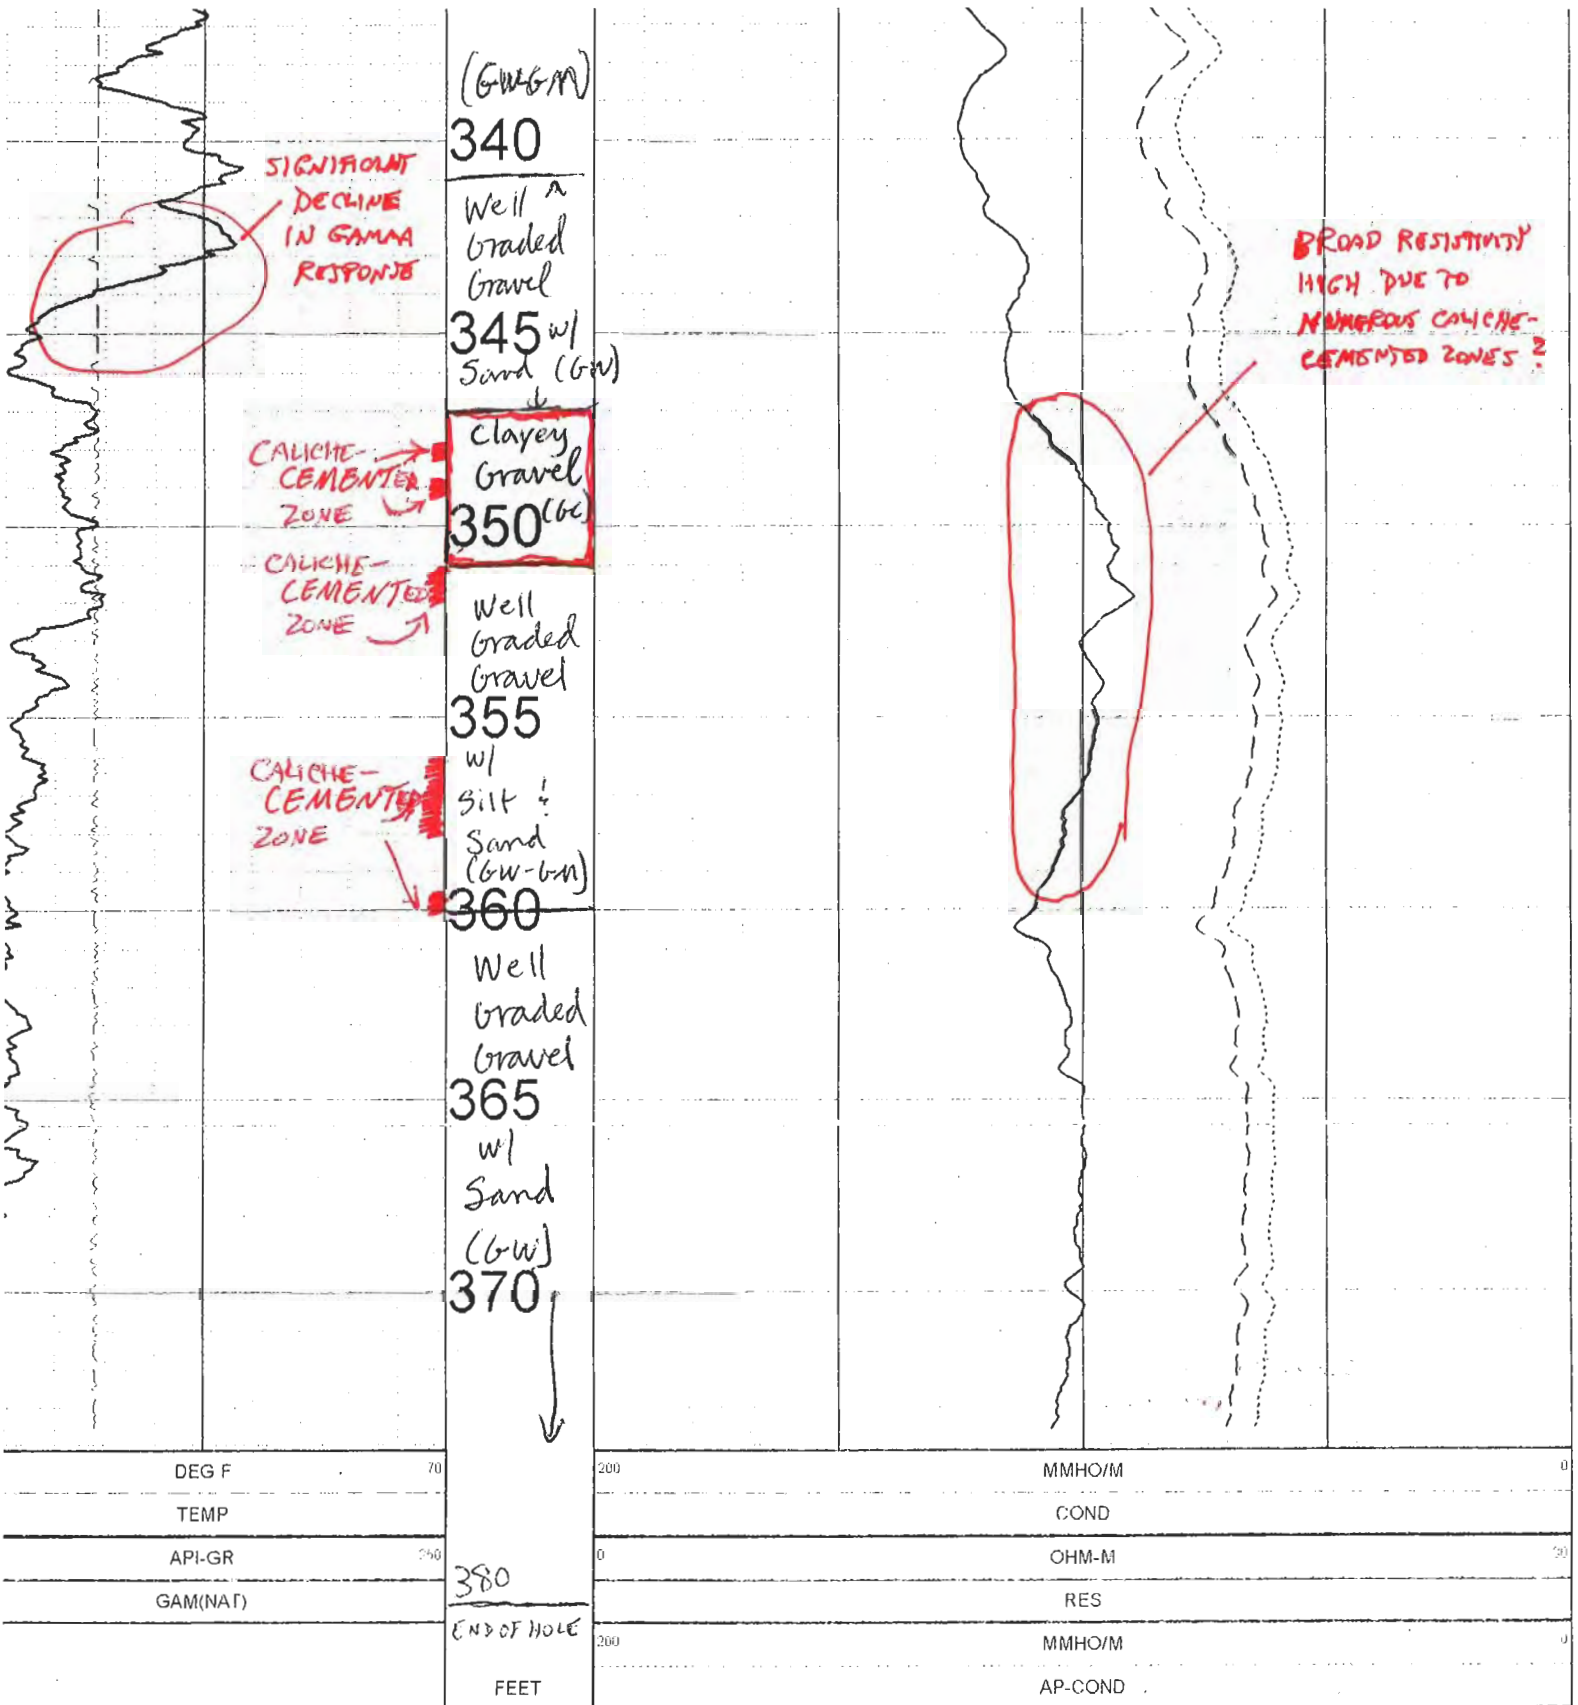 (GW-GM)
340
SIGNIFICANT
DECLINE
IN GAMMA
RESPONSE
Well
Graded
Gravel
345 w/
Sand (GW)
BROAD RESISTIVITY
HIGH DUE TO
NUMEROUS CALICHE-
CEMENTED ZONES ?
Clayey
Gravel
350 (GC)
CALICHE-
CEMENTED
ZONE
CALICHE-
CEMENTED
ZONE
Well
Graded
Gravel
355
w/
Silt &
Sand
(GW-GM)
360
CALICHE-
CEMENTED
ZONE
Well
Graded
Gravel
365
w/
Sand
(GW)
370
DEG F 70 200 MMHO/M 0
TEMP COND
API-GR 0 OHM-M
GAM(NAT) 380 RES
END OF HOLE 200 MMHO/M 0
FEET AP-COND